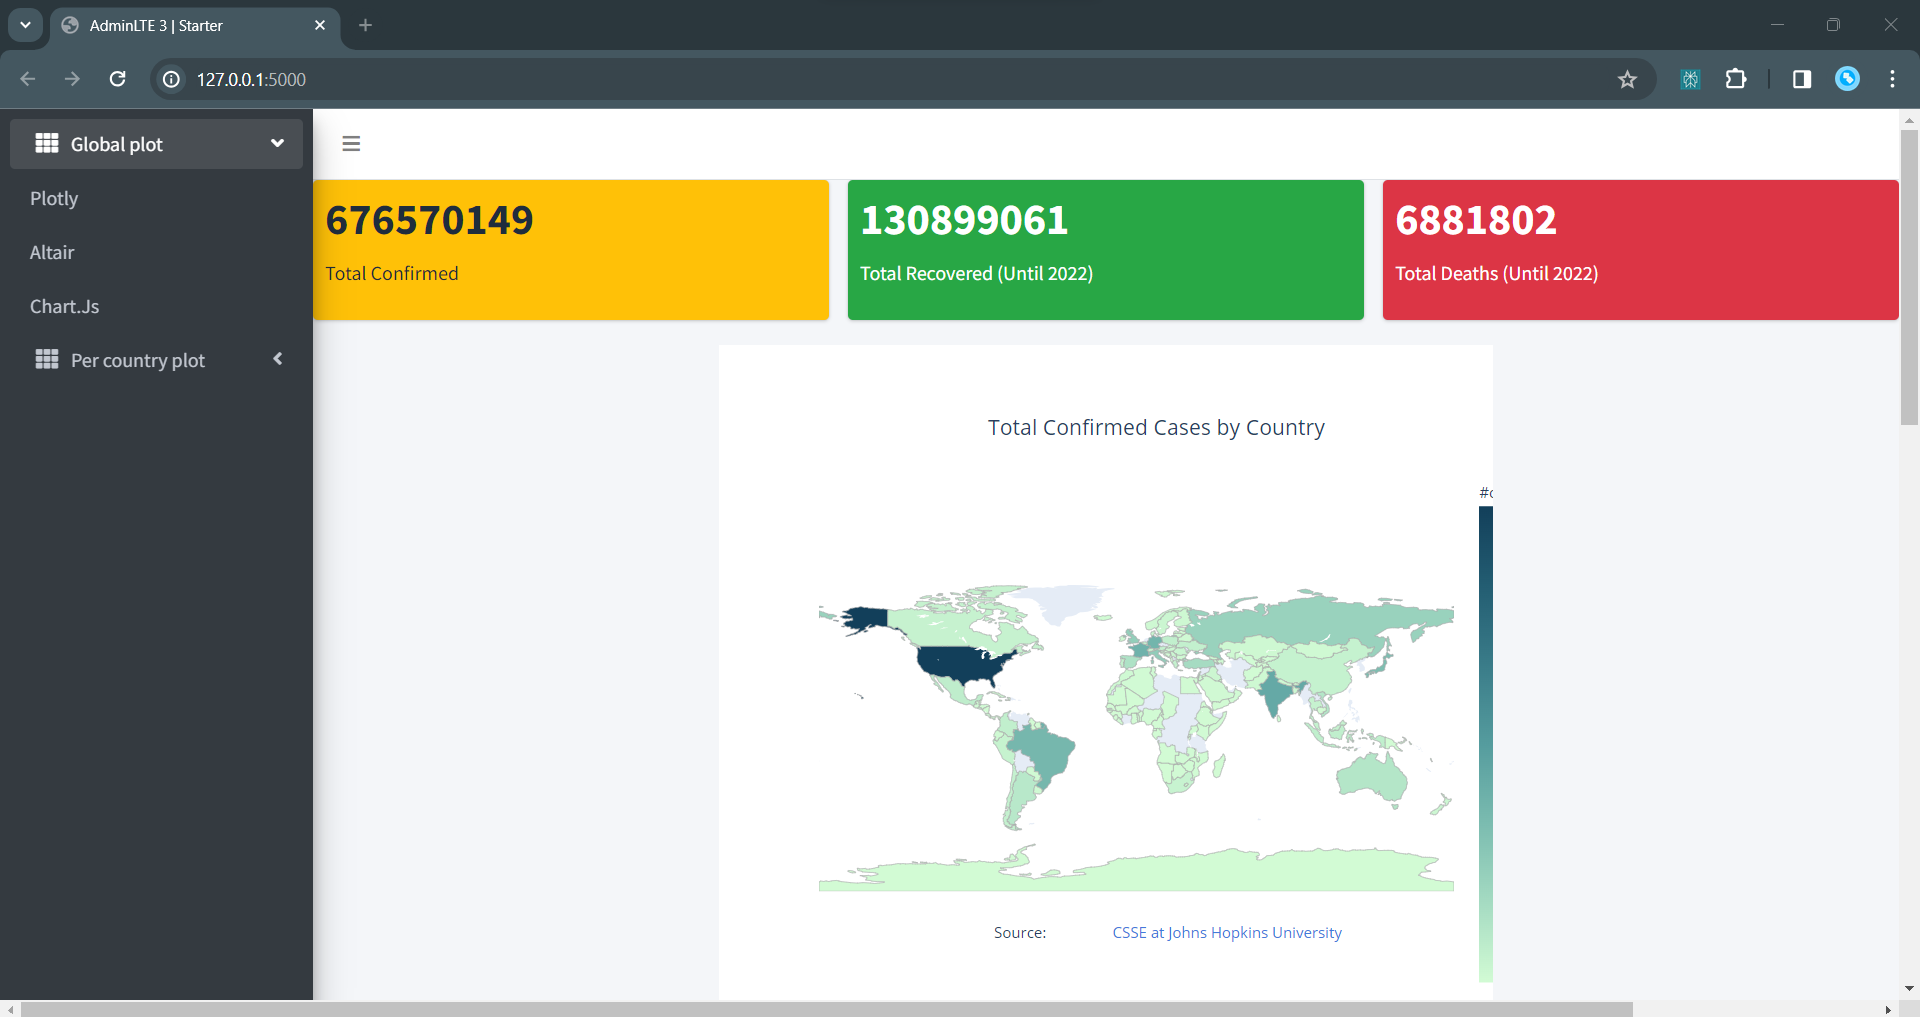 AdminLTE 3 | Starter
127.0.0.1:5000
Global plot
Plotly
Altair
Chart.Js
Per country plot
676570149
Total Confirmed
130899061
Total Recovered (Until 2022)
6881802
Total Deaths (Until 2022)
Total Confirmed Cases by Country
Source: CSSE at Johns Hopkins University